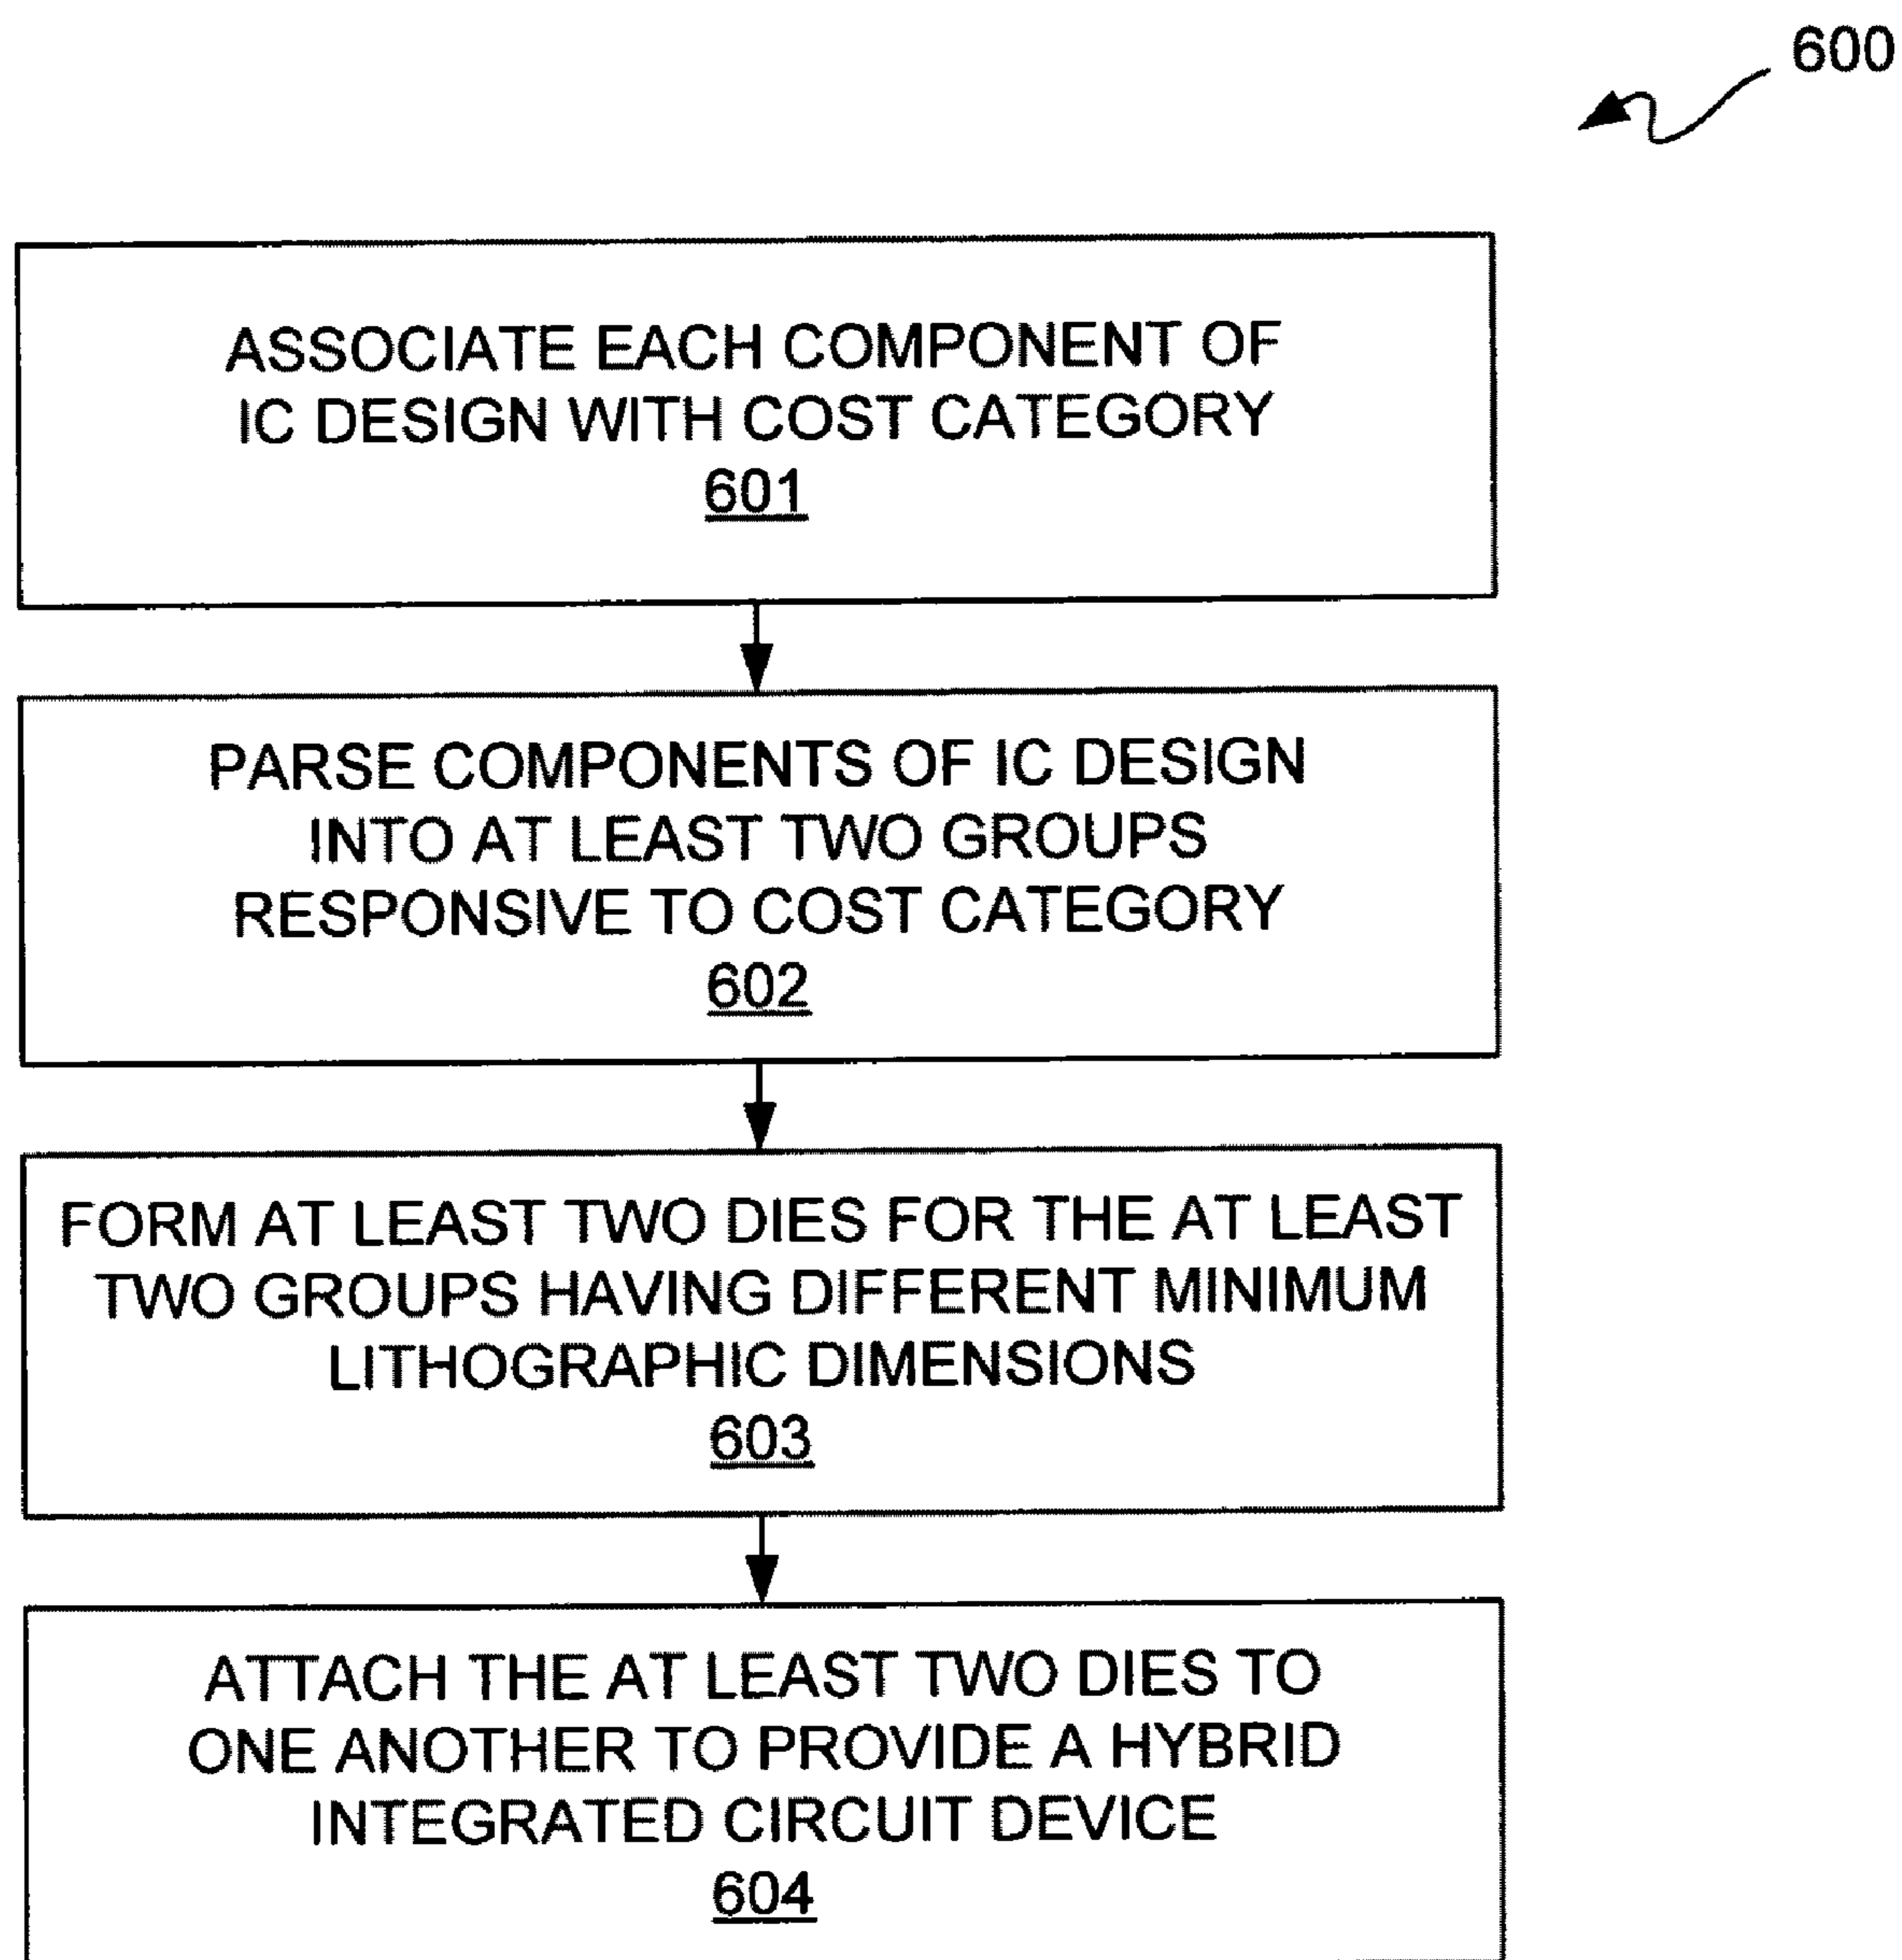 600
ASSOCIATE EACH COMPONENT OF
IC DESIGN WITH COST CATEGORY
601
PARSE COMPONENTS OF IC DESIGN
INTO AT LEAST TWO GROUPS
RESPONSIVE TO COST CATEGORY
602
FORM AT LEAST TWO DIES FOR THE AT LEAST
TWO GROUPS HAVING DIFFERENT MINIMUM
LITHOGRAPHIC DIMENSIONS
603
ATTACH THE AT LEAST TWO DIES TO
ONE ANOTHER TO PROVIDE A HYBRID
INTEGRATED CIRCUIT DEVICE
604